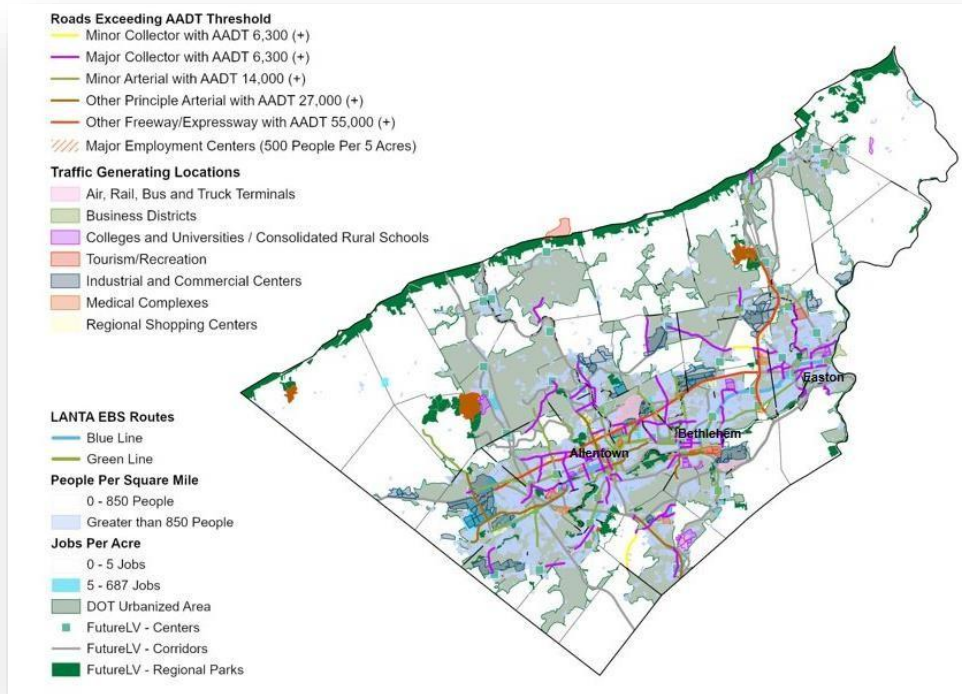 Roads Exceeding AADT Threshold
Minor Collector with AADT 6,300 (+)
Major Collector with AADT 6,300 (+)
Minor Arterial with AADT 14,000 (+)
Other Principle Arterial with AADT 27,000 (+)
Other Freeway/Expressway with AADT 55,000 (+)
Major Employment Centers (500 People Per 5 Acres)
Traffic Generating Locations
Air, Rail, Bus and Truck Terminals
Business Districts
Colleges and Universities / Consolidated Rural Schools
Tourism/Recreation
Industrial and Commercial Centers
Medical Complexes
Regional Shopping Centers
LANTA EBS Routes
Blue Line
Green Line
People Per Square Mile
0 - 850 People
Greater than 850 People
Jobs Per Acre
0 - 5 Jobs
5 - 687 Jobs
DOT Urbanized Area
FutureLV - Centers
FutureLV - Corridors
FutureLV - Regional Parks
Easton
Bethlehem
Allentown